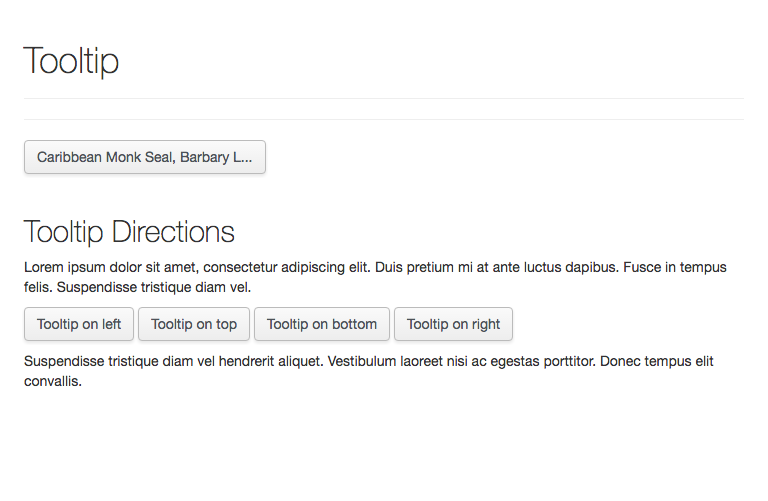 Tooltip
Caribbean Monk Seal, Barbary L...
Tooltip Directions
Lorem ipsum dolor sit amet, consectetur adipiscing elit. Duis pretium mi at ante luctus dapibus. Fusce in tempus
felis. Suspendisse tristique diam vel.
Tooltip on left Tooltip on top Tooltip on bottom Tooltip on right
Suspendisse tristique diam vel hendrerit aliquet. Vestibulum laoreet nisi ac egestas porttitor. Donec tempus elit
convallis.